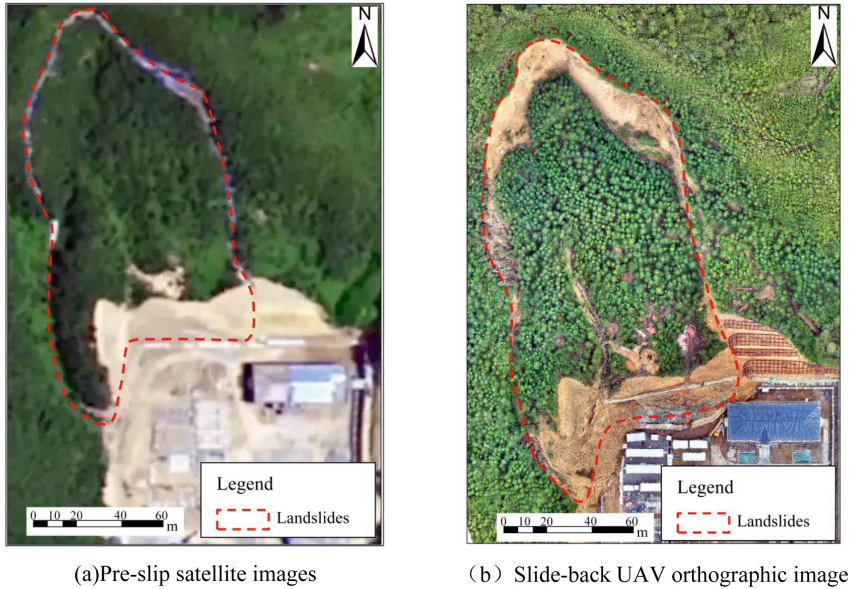 N
Legend
Landslides
0 10 20 40 60
m
(a)Pre-slip satellite images
N
Legend
Landslides
0 10 20 40 60
m
（b）Slide-back UAV orthographic image